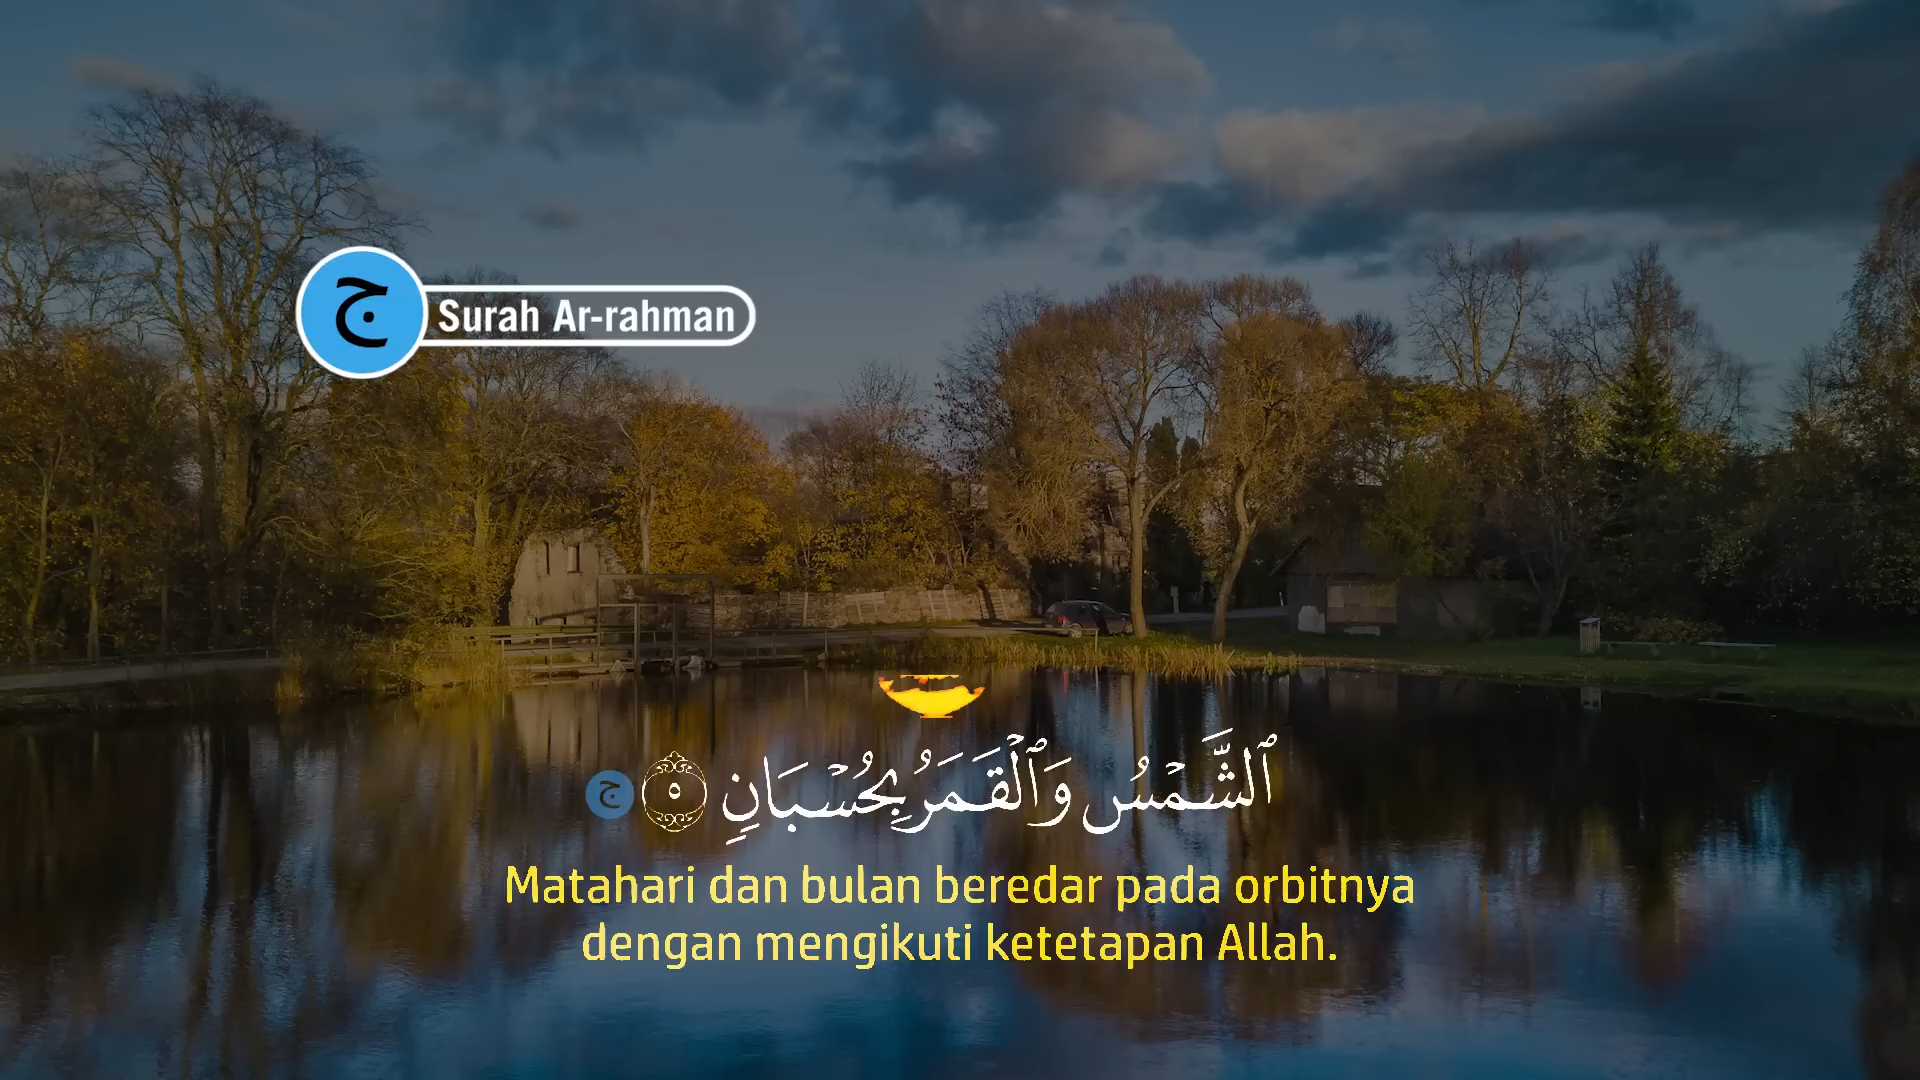 ج Surah Ar-rahman
ٱلشَّمْسُ وَٱلْقَمَرُ بِحُسْبَانٍ ٥ ج
Matahari dan bulan beredar pada orbitnya
dengan mengikuti ketetapan Allah.